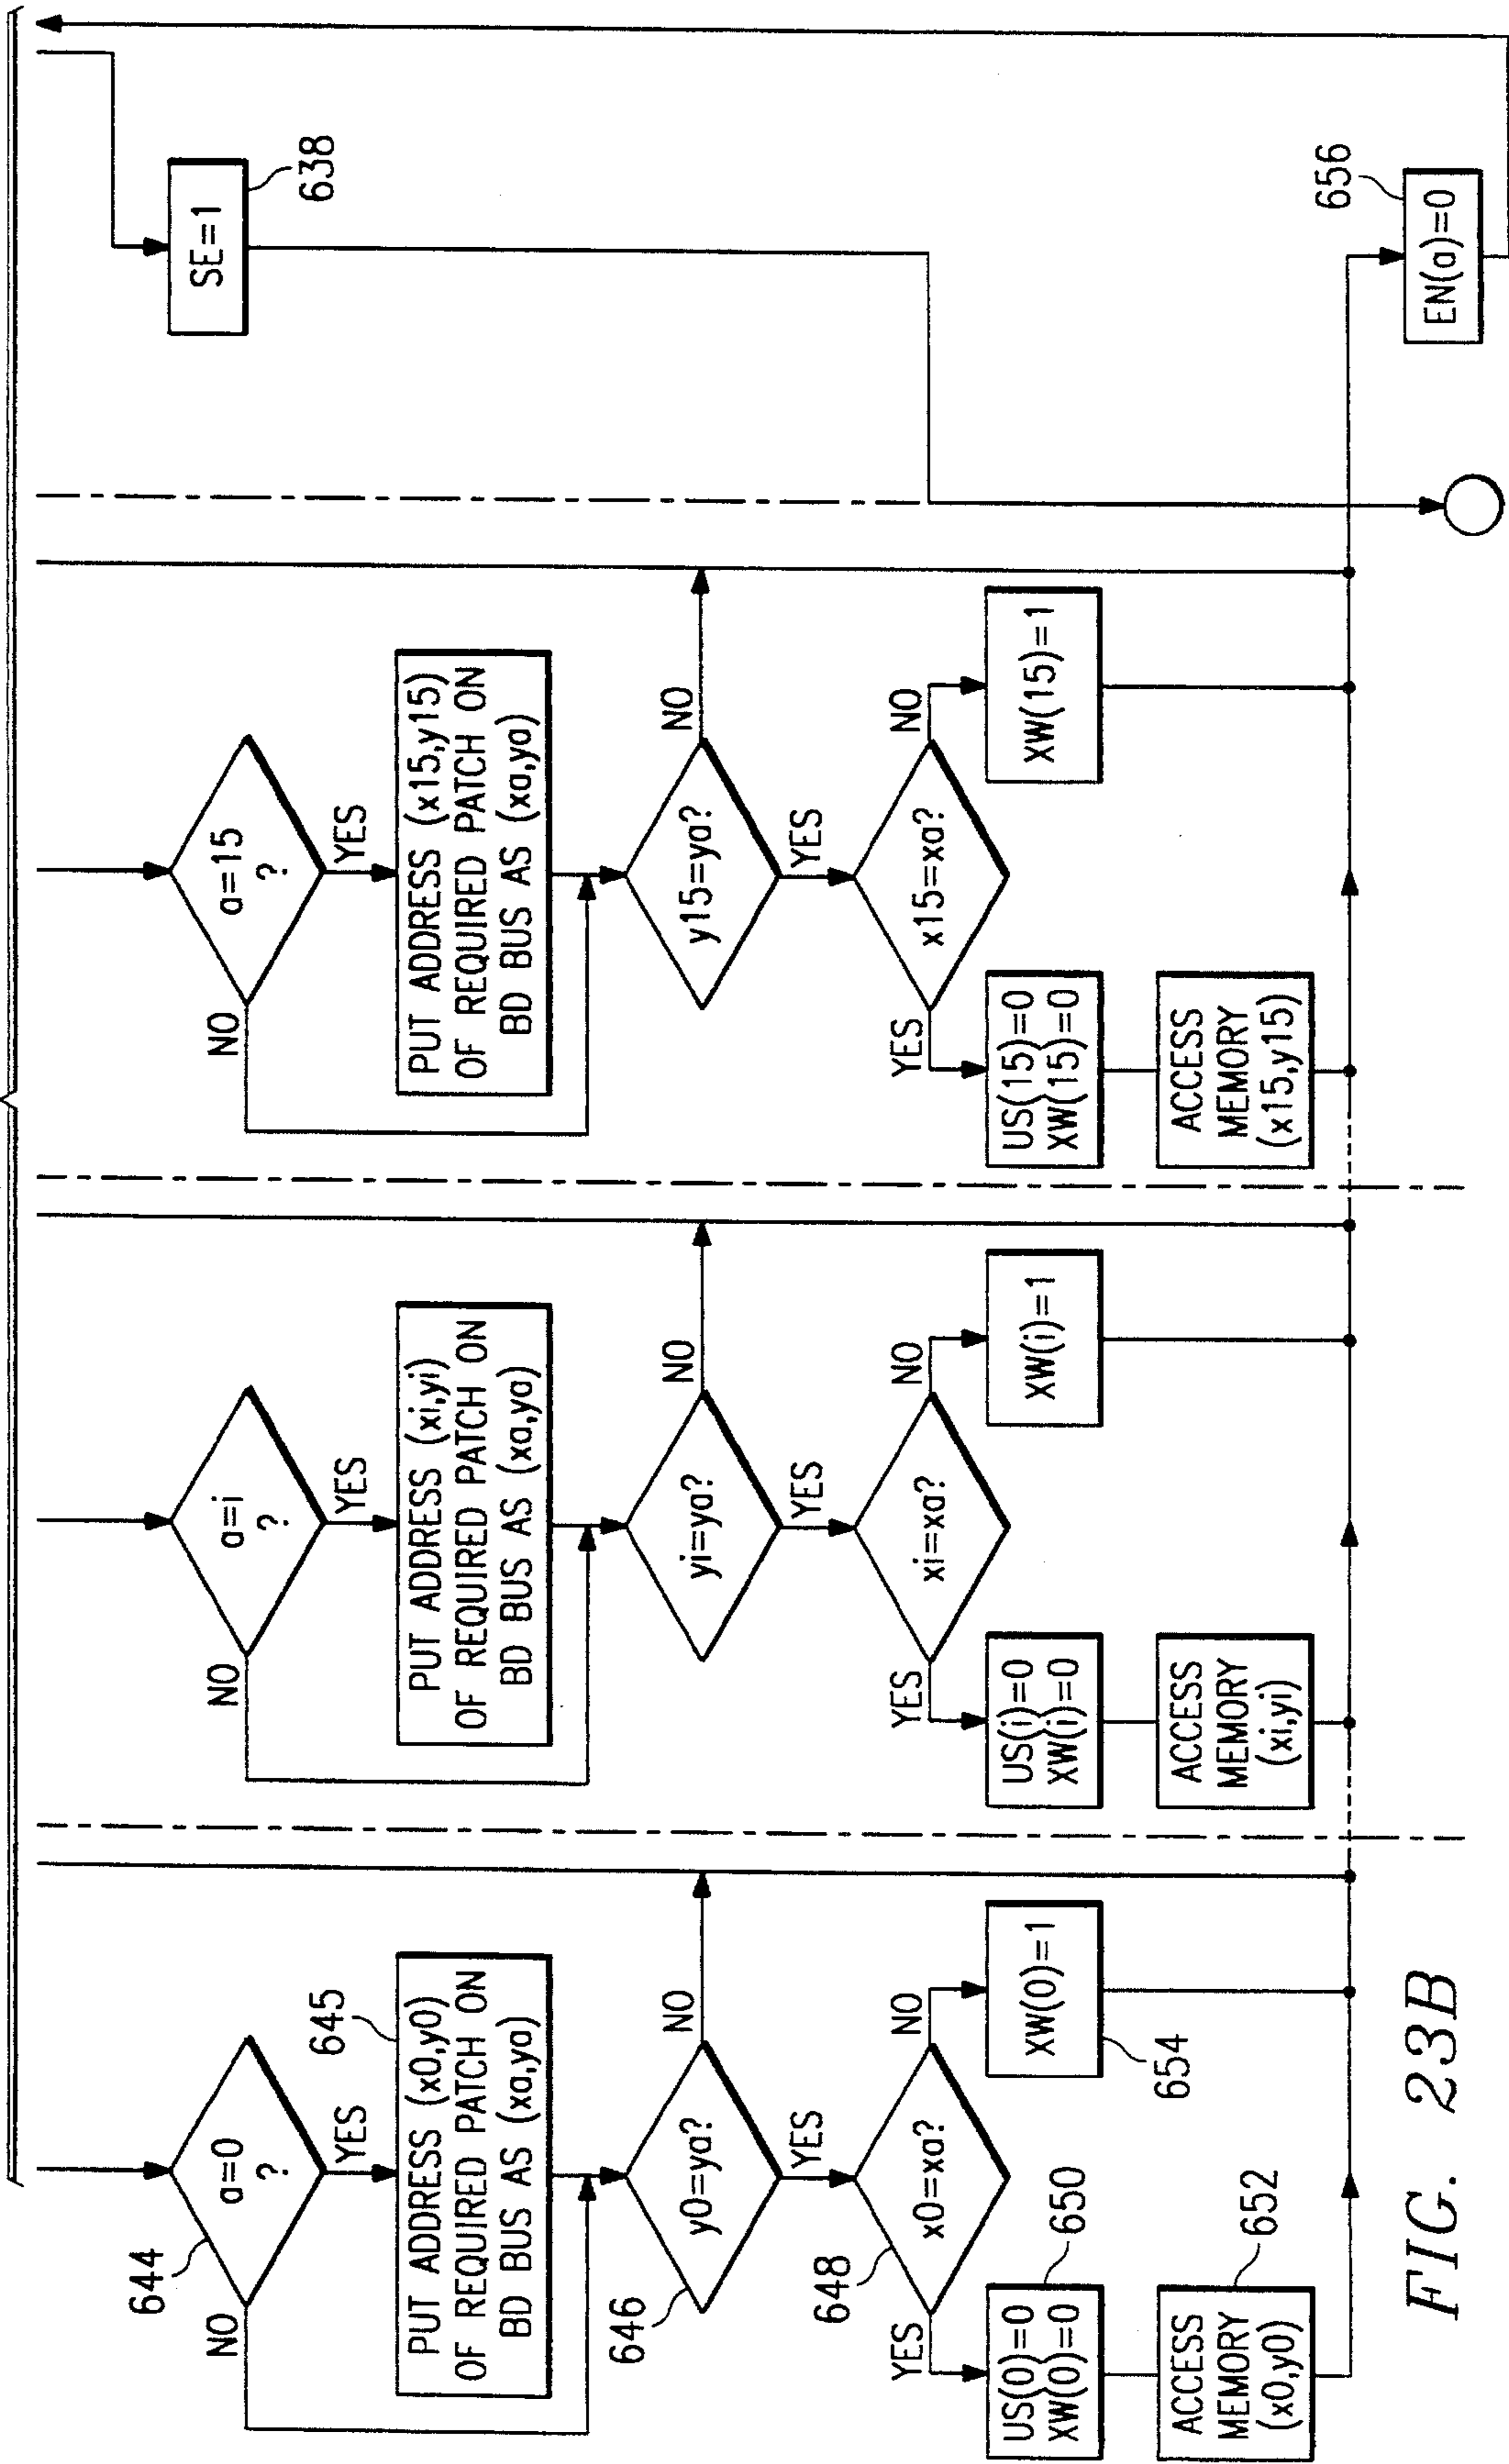 644
a=0
?
NO
YES
645
PUT ADDRESS (x0,y0)
OF REQUIRED PATCH ON
BD BUS AS (xa,ya)
646
y0=ya?
NO
YES
648
x0=xa?
YES
NO
US(0)=0
XW(0)=0
650
XW(0)=1
654
ACCESS
MEMORY
(x0,y0)
652
a=i
?
NO
YES
PUT ADDRESS (xi,yi)
OF REQUIRED PATCH ON
BD BUS AS (xa,ya)
yi=ya?
NO
YES
xi=xa?
YES
NO
US(i)=0
XW(i)=0
XW(i)=1
ACCESS
MEMORY
(xi,yi)
a=15
?
NO
YES
PUT ADDRESS (x15,y15)
OF REQUIRED PATCH ON
BD BUS AS (xa,ya)
y15=ya?
NO
YES
x15=xa?
YES
NO
US(15)=0
XW(15)=0
XW(15)=1
ACCESS
MEMORY
(x15,y15)
SE=1
638
656
EN(a)=0
FIG. 23B